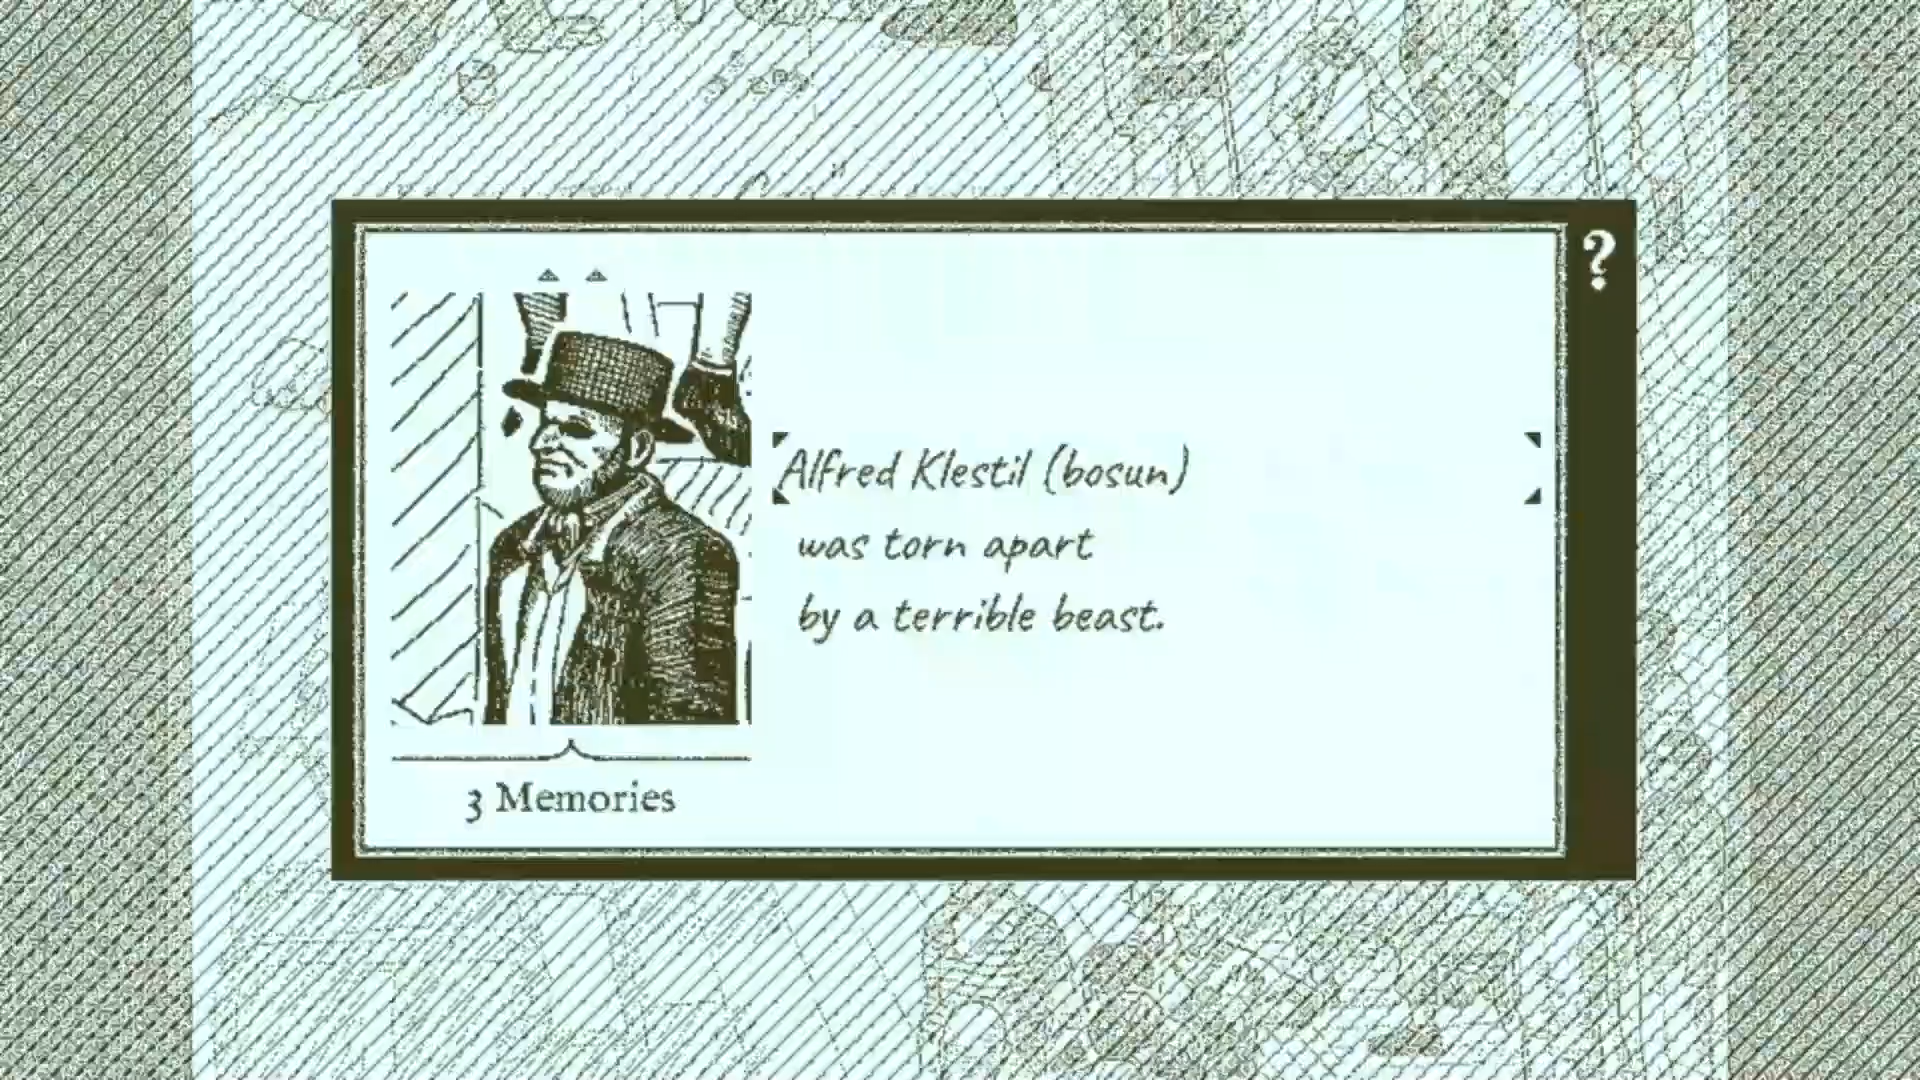 ?
Alfred Klestil (bosun)
was torn apart
by a terrible beast.
3 Memories